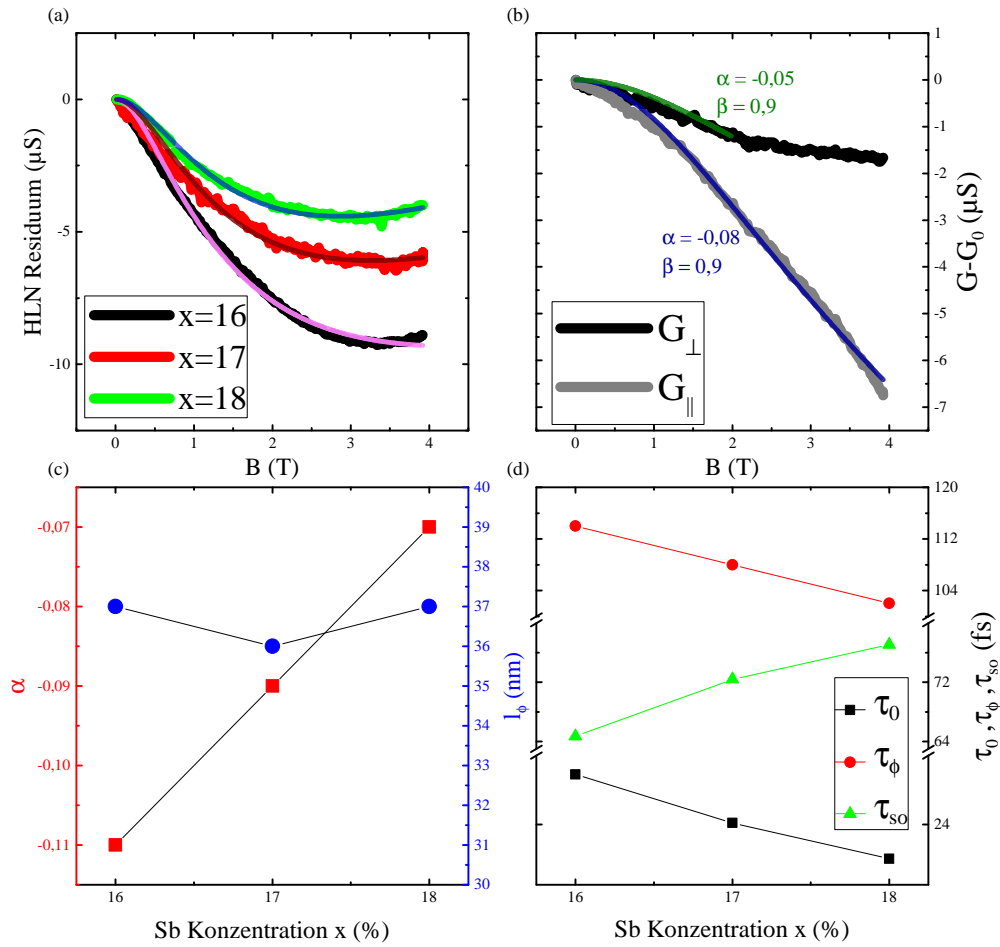 (a)
HLN Residuum (µS)
0
-5
-10
x=16
x=17
x=18
0 1 2 3 4
B (T)
(b)
α = -0,05
β = 0,9
α = -0,08
β = 0,9
G⊥
G∥
1
0
-1
-2
-3
-4
-5
-6
-7
G-G₀ (µS)
0 1 2 3 4
B (T)
(c)
α
-0,07
-0,08
-0,09
-0,10
-0,11
40
39
38
37
36
35
34
33
32
31
30
lϕ (nm)
16 17 18
Sb Konzentration x (%)
(d)
τ₀
τϕ
τso
120
112
104
72
64
24
τ₀ , τϕ , τso (fs)
16 17 18
Sb Konzentration x (%)